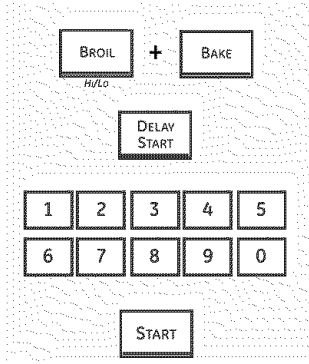 BROIL + BAKE
Hi/Lo
DELAY
START
1 2 3 4 5
6 7 8 9 0
START